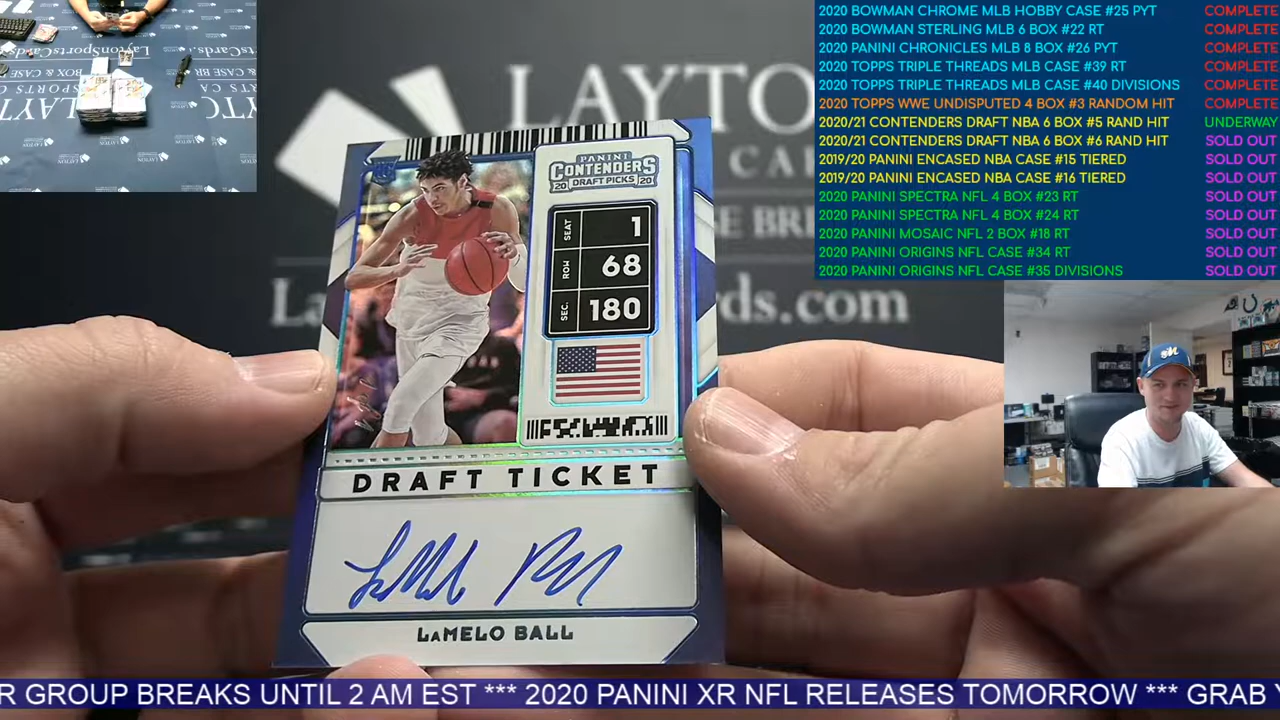 2020 BOWMAN CHROME MLB HOBBY CASE #25 PYT COMPLETE
2020 BOWMAN STERLING MLB 6 BOX #22 RT COMPLETE
2020 PANINI CHRONICLES MLB 8 BOX #26 PYT COMPLETE
2020 TOPPS TRIPLE THREADS MLB CASE #39 RT COMPLETE
2020 TOPPS TRIPLE THREADS MLB CASE #40 DIVISIONS COMPLETE
2020 TOPPS WWE UNDISPUTED 4 BOX #3 RANDOM HIT COMPLETE
2020/21 CONTENDERS DRAFT NBA 6 BOX #5 RAND HIT UNDERWAY
2020/21 CONTENDERS DRAFT NBA 6 BOX #6 RAND HIT SOLD OUT
2019/20 PANINI ENCASED NBA CASE #15 TIERED SOLD OUT
2019/20 PANINI ENCASED NBA CASE #16 TIERED SOLD OUT
2020 PANINI SPECTRA NFL 4 BOX #23 RT SOLD OUT
2020 PANINI SPECTRA NFL 4 BOX #24 RT SOLD OUT
2020 PANINI MOSAIC NFL 2 BOX #18 RT SOLD OUT
2020 PANINI ORIGINS NFL CASE #34 RT SOLD OUT
2020 PANINI ORIGINS NFL CASE #35 DIVISIONS SOLD OUT
LAYTO
CA
SE BRE
La
rds.com
PANINI
CONTENDERS
20 DRAFT PICKS 20
SEAT 1
ROW 68
SEC. 180
DRAFT TICKET
LAMELO BALL
R GROUP BREAKS UNTIL 2 AM EST *** 2020 PANINI XR NFL RELEASES TOMORROW *** GRAB Y